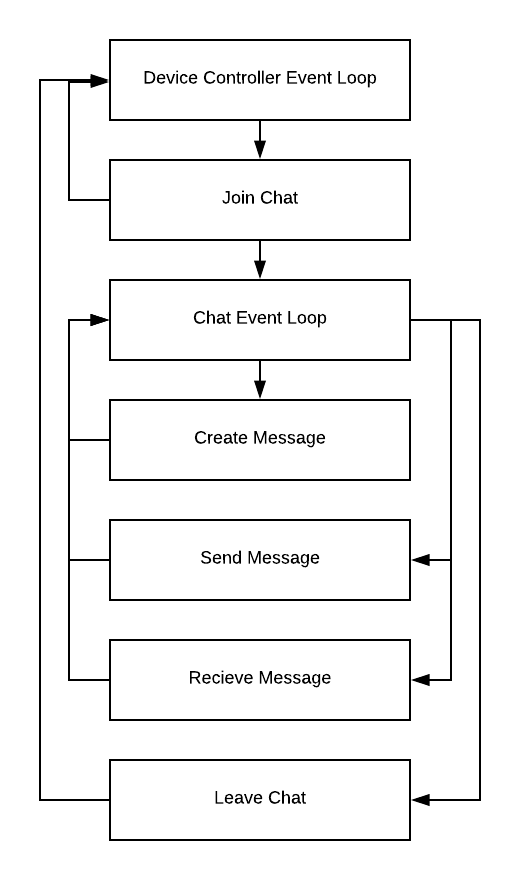 Device Controller Event Loop
Join Chat
Chat Event Loop
Create Message
Send Message
Recieve Message
Leave Chat